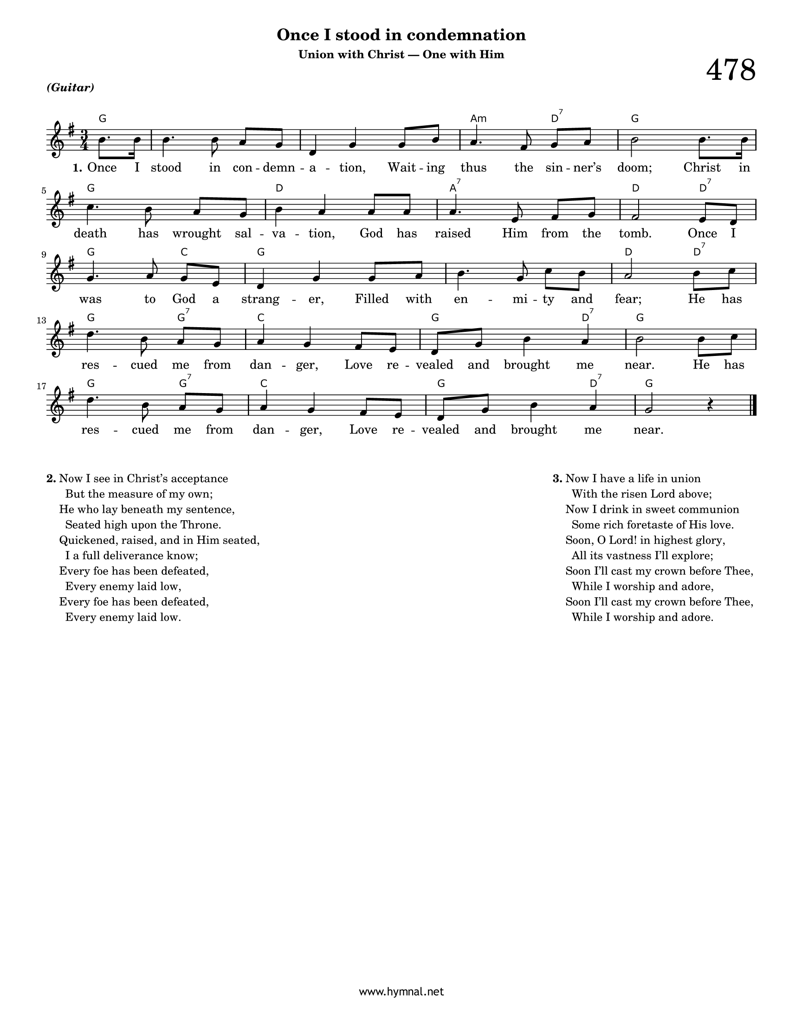 Once I stood in condemnation
Union with Christ — One with Him
478
(Guitar)
G Am D7 G
3 4
1. Once I stood in con - demn - a - tion, Wait - ing thus the sin - ner's doom; Christ in
5 G D A7 D D7
death has wrought sal - va - tion, God has raised Him from the tomb. Once I
9 G C G D D7
was to God a strang - er, Filled with en - mi - ty and fear; He has
13 G G7 C G D7 G
res - cued me from dan - ger, Love re - vealed and brought me near. He has
17 G G7 C G D7 G
res - cued me from dan - ger, Love re - vealed and brought me near.
2. Now I see in Christ's acceptance
But the measure of my own;
He who lay beneath my sentence,
Seated high upon the Throne.
Quickened, raised, and in Him seated,
I a full deliverance know;
Every foe has been defeated,
Every enemy laid low,
Every foe has been defeated,
Every enemy laid low.
3. Now I have a life in union
With the risen Lord above;
Now I drink in sweet communion
Some rich foretaste of His love.
Soon, O Lord! in highest glory,
All its vastness I'll explore;
Soon I'll cast my crown before Thee,
While I worship and adore,
Soon I'll cast my crown before Thee,
While I worship and adore.
www.hymnal.net